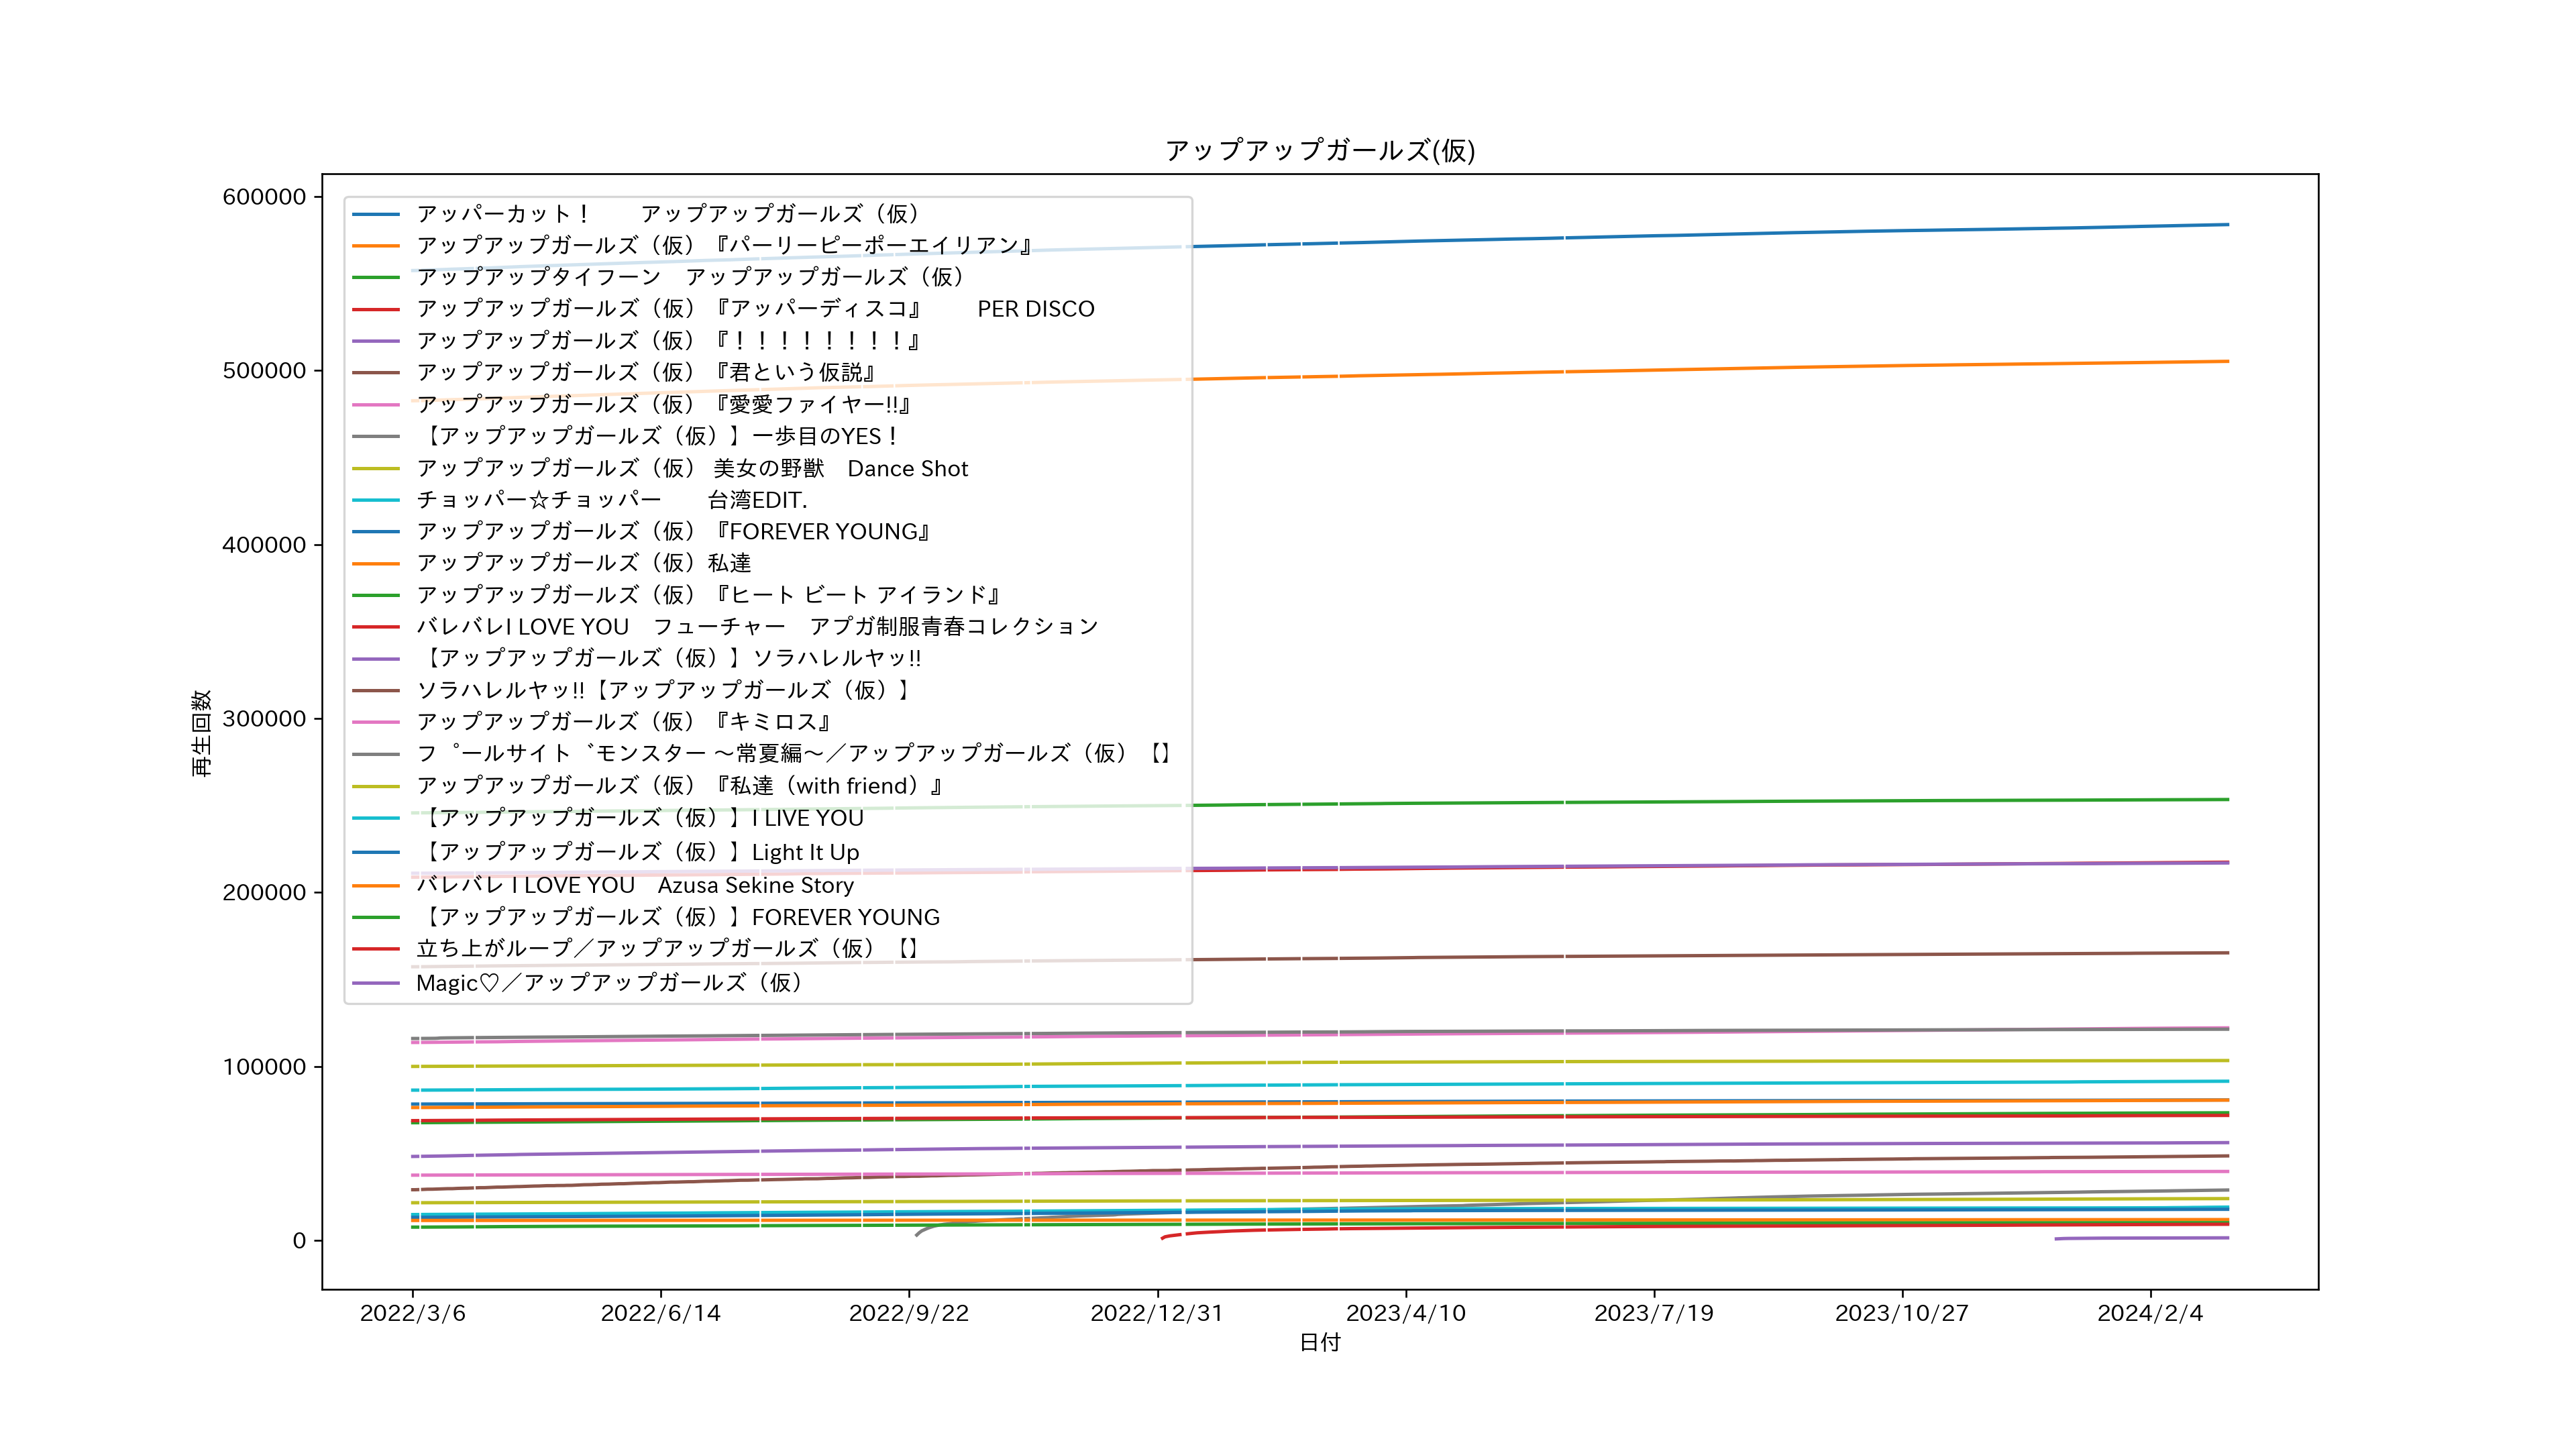 アップアップガールズ(仮)
600000
500000
400000
300000
200000
100000
0
再生回数
アッパーカット！　　アップアップガールズ（仮）
アップアップガールズ（仮）『パーリーピーポーエイリアン』
アップアップタイフーン　アップアップガールズ（仮）
アップアップガールズ（仮）『アッパーディスコ』　　PER DISCO
アップアップガールズ（仮）『！！！！！！！！』
アップアップガールズ（仮）『君という仮説』
アップアップガールズ（仮）『愛愛ファイヤー!!』
【アップアップガールズ（仮）】一歩目のYES！
アップアップガールズ（仮） 美女の野獣　Dance Shot
チョッパー☆チョッパー　　台湾EDIT.
アップアップガールズ（仮）『FOREVER YOUNG』
アップアップガールズ（仮）私達
アップアップガールズ（仮）『ヒート ビート アイランド』
バレバレI LOVE YOU　フューチャー　アプガ制服青春コレクション
【アップアップガールズ（仮）】ソラハレルヤッ!!
ソラハレルヤッ!!【アップアップガールズ（仮）】
アップアップガールズ（仮）『キミロス』
フ゜ールサイト゛モンスター 〜常夏編〜／アップアップガールズ（仮）【】
アップアップガールズ（仮）『私達（with friend）』
【アップアップガールズ（仮）】I LIVE YOU
【アップアップガールズ（仮）】Light It Up
バレバレ I LOVE YOU　Azusa Sekine Story
【アップアップガールズ（仮）】FOREVER YOUNG
立ち上がループ／アップアップガールズ（仮）【】
Magic♡／アップアップガールズ（仮）
2022/3/6 2022/6/14 2022/9/22 2022/12/31 2023/4/10 2023/7/19 2023/10/27 2024/2/4
日付